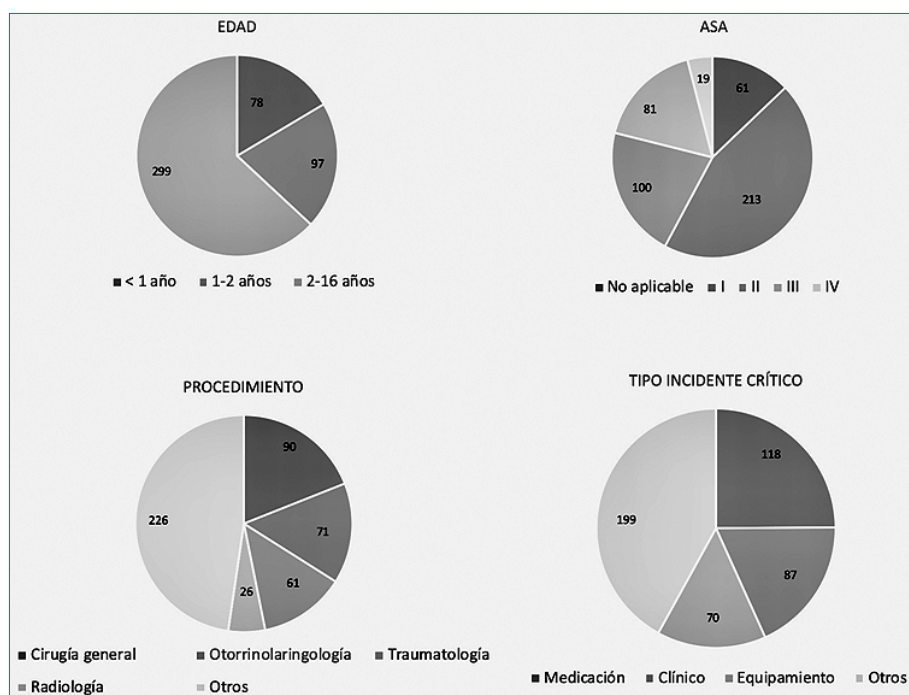 EDAD
78
97
299
■ < 1 año ■ 1-2 años ■ 2-16 años
ASA
19
61
81
100
213
■ No aplicable ■ I ■ II ■ III ■ IV
PROCEDIMIENTO
90
226
71
26
61
■ Cirugía general ■ Otorrinolaringología ■ Traumatología
■ Radiología ■ Otros
TIPO INCIDENTE CRÍTICO
118
199
87
70
■ Medicación ■ Clínico ■ Equipamiento ■ Otros